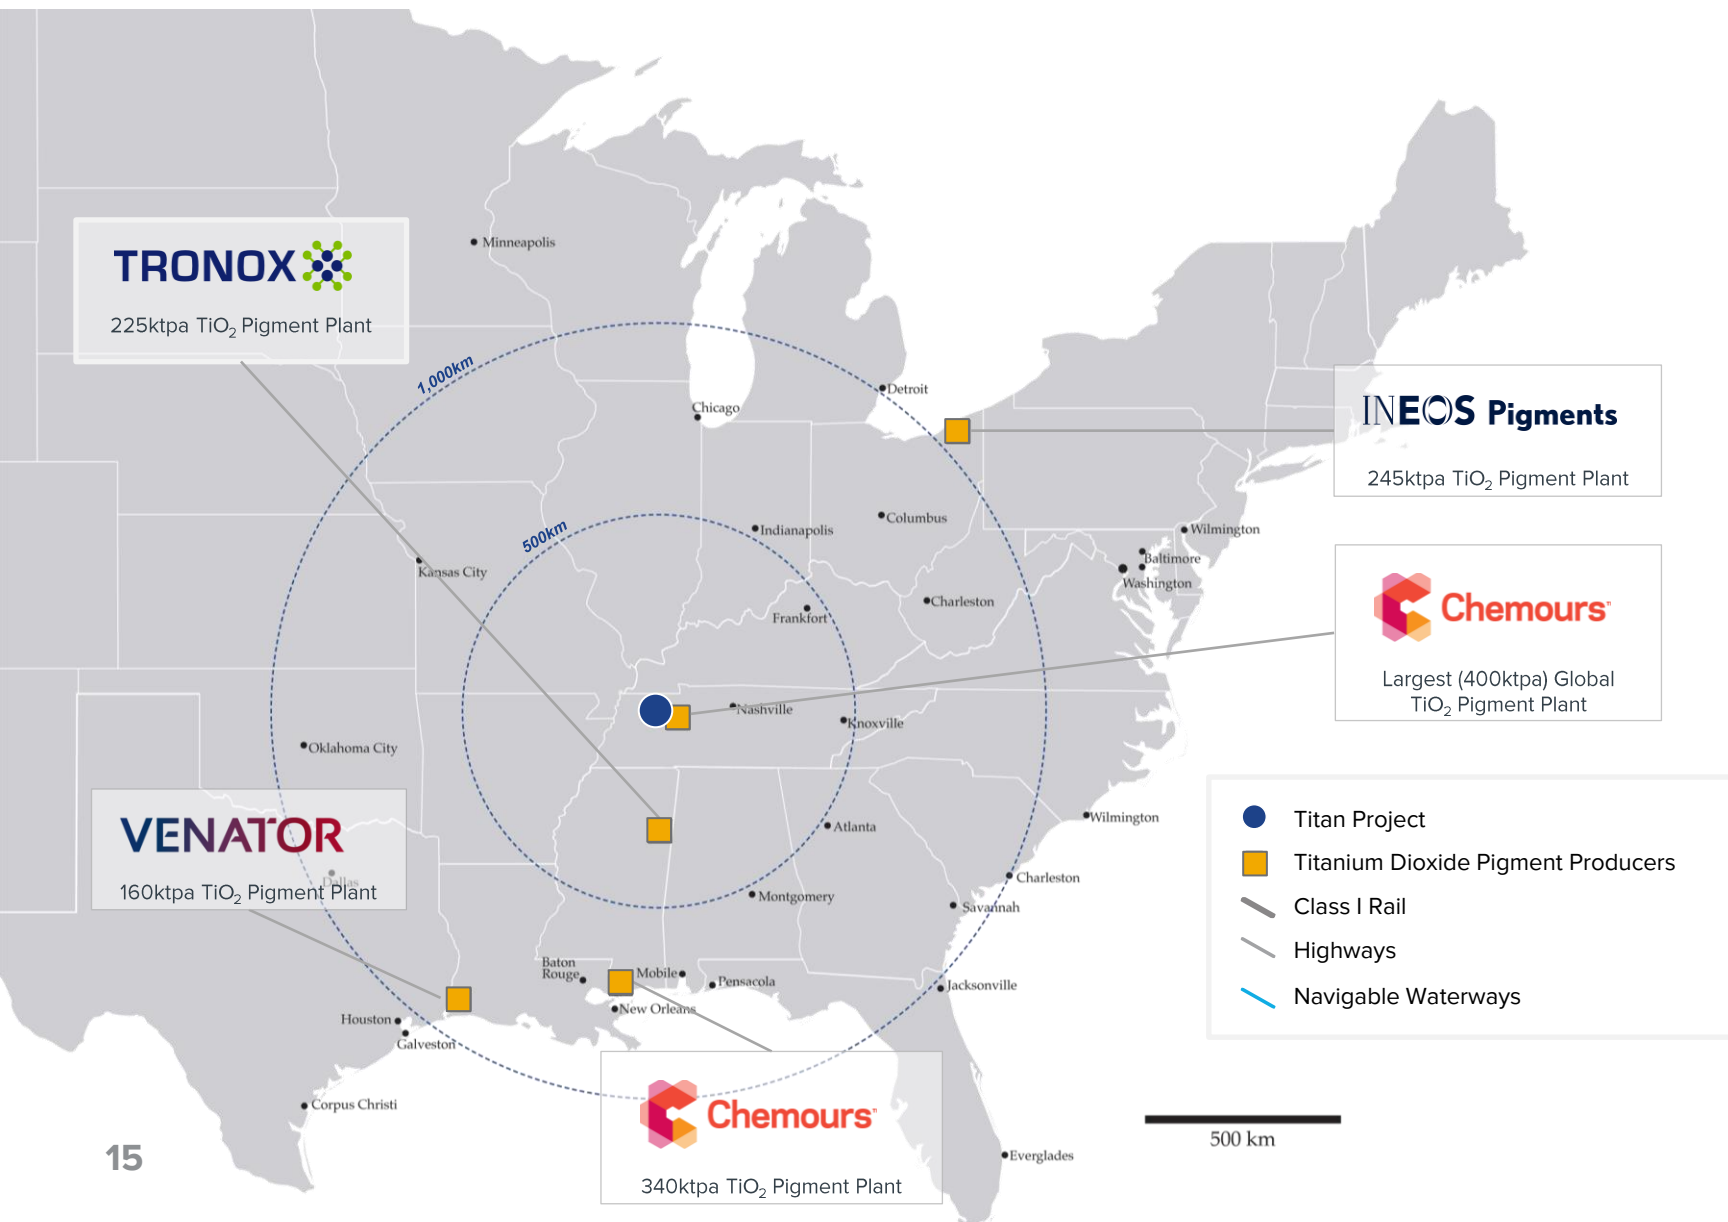 Minneapolis
TRONOX
225ktpa TiO₂ Pigment Plant
1,000km
Detroit
Chicago
INEOS Pigments
245ktpa TiO₂ Pigment Plant
500km
Indianapolis
Columbus
Wilmington
Baltimore
Washington
Kansas City
Charleston
Frankfort
Chemours™
Largest (400ktpa) Global
TiO₂ Pigment Plant
Nashville
Knoxville
Oklahoma City
VENATOR
Dallas
160ktpa TiO₂ Pigment Plant
Atlanta
Wilmington
Montgomery
Charleston
Savannah
Titan Project
Titanium Dioxide Pigment Producers
Class I Rail
Highways
Navigable Waterways
Baton
Rouge
Mobile
Pensacola
Jacksonville
New Orleans
Houston
Galveston
Corpus Christi
Chemours™
340ktpa TiO₂ Pigment Plant
Everglades
500 km
15